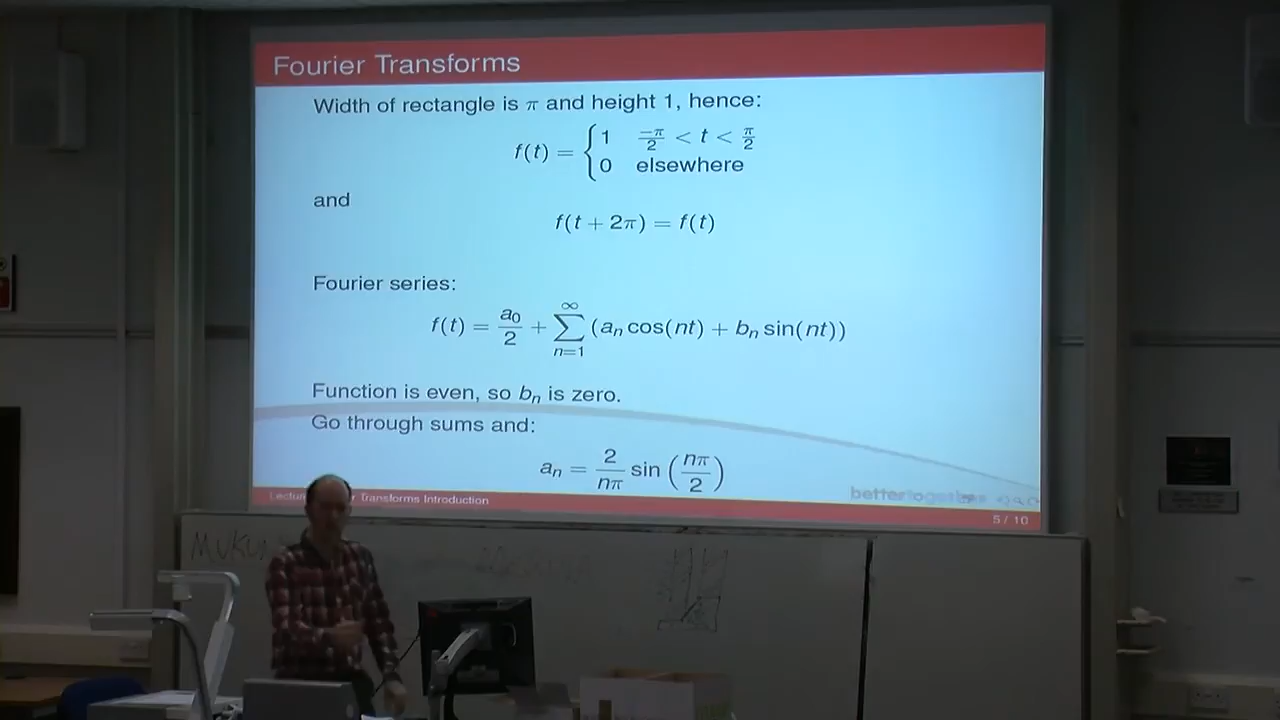 Fourier Transforms
Width of rectangle is π and height 1, hence:
f(t) = { 1  -π/2 < t < π/2
0  elsewhere
and
f(t + 2π) = f(t)
Fourier series:
f(t) = a₀/2 + ∑_{n=1}^{∞} (aₙ cos(nt) + bₙ sin(nt))
Function is even, so bₙ is zero.
Go through sums and:
aₙ = 2/nπ sin (nπ/2)
Transforms Introduction
5 / 10